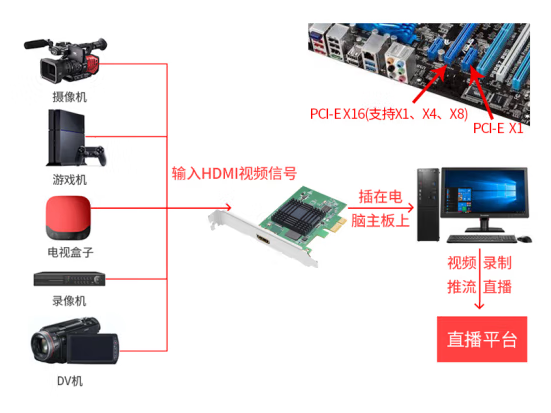 摄像机
游戏机
电视盒子
录像机
DV机
输入HDMI视频信号
PCI-E X16(支持X1、X4、X8)
PCI-E X1
插在电
脑主板上
视频 录制
推流 直播
直播平台